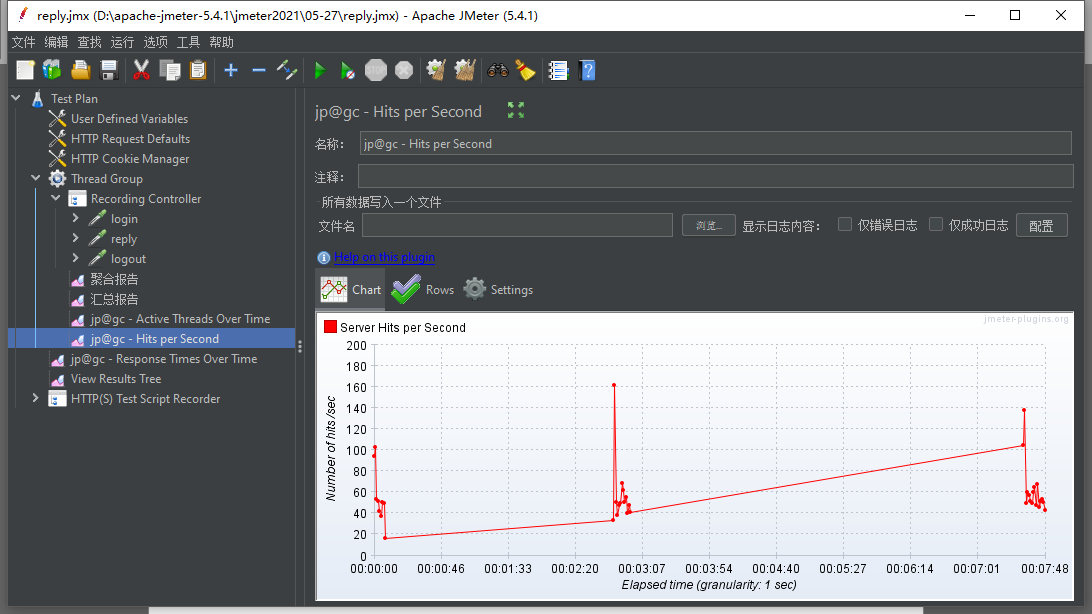 reply.jmx (D:\apache-jmeter-5.4.1\jmeter2021\05-27\reply.jmx) - Apache JMeter (5.4.1)
文件 编辑 查找 运行 选项 工具 帮助
STOP
Test Plan
User Defined Variables
HTTP Request Defaults
HTTP Cookie Manager
Thread Group
Recording Controller
login
reply
logout
聚合报告
汇总报告
jp@gc - Active Threads Over Time
jp@gc - Hits per Second
jp@gc - Response Times Over Time
View Results Tree
HTTP(S) Test Script Recorder
jp@gc - Hits per Second
名称： jp@gc - Hits per Second
注释：
所有数据写入一个文件
文件名 浏览... 显示日志内容： 仅错误日志 仅成功日志 配置
Help on this plugin
Chart Rows Settings
jmeter-plugins.org
Server Hits per Second
200
180
160
140
120
100
80
60
40
20
0
Number of hits /sec
00:00:00 00:00:46 00:01:33 00:02:20 00:03:07 00:03:54 00:04:40 00:05:27 00:06:14 00:07:01 00:07:48
Elapsed time (granularity: 1 sec)